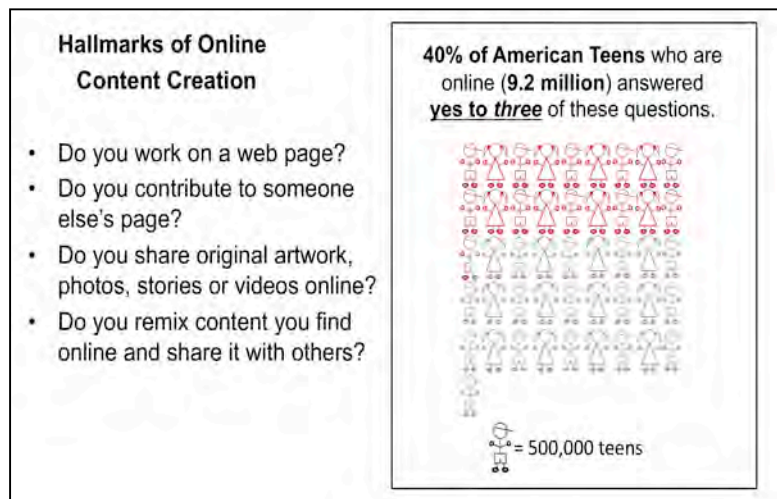 Hallmarks of Online
Content Creation
• Do you work on a web page?
• Do you contribute to someone
else's page?
• Do you share original artwork,
photos, stories or videos online?
• Do you remix content you find
online and share it with others?
40% of American Teens who are
online (9.2 million) answered
yes to three of these questions.
= 500,000 teens